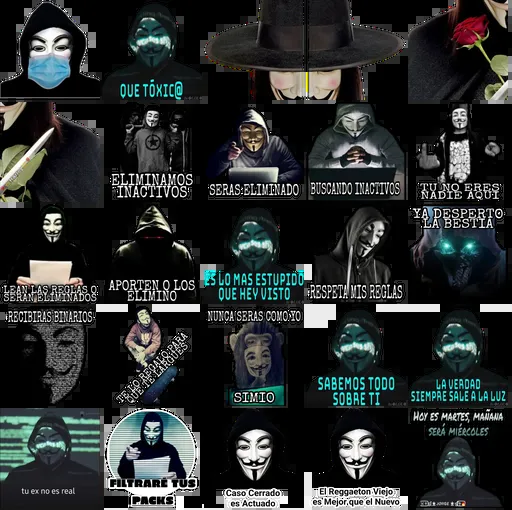 QUE TÓXIC@
ELIMINAMOS
INACTIVOS
SERAS ELIMINADO
BUSCANDO INACTIVOS
TU NO ERES
NADIE AQUI
LEAN LAS REGLAS O
SERAN ELIMINADOS
APORTEN O LOS
ELIMINO
ES LO MAS ESTUPIDO
QUE HEY VISTO
RESPETA MIS REGLAS
YA DESPERTO
LA BESTIA
RECIBIRAS BINARIOS
TE LO REGALO PARA
QUE TE LARGUES
NUNCA SERAS COMO YO
SIMIO
SABEMOS TODO
SOBRE TI
LA VERDAD
SIEMPRE SALE A LA LUZ
tu ex no es real
FILTRARÉ TUS
PACKS
Caso Cerrado
es Actuado
El Reggaeton Viejo
es Mejor que el Nuevo
HOY ES MARTES, MAÑANA
SERÁ MIÉRCOLES
JORGE